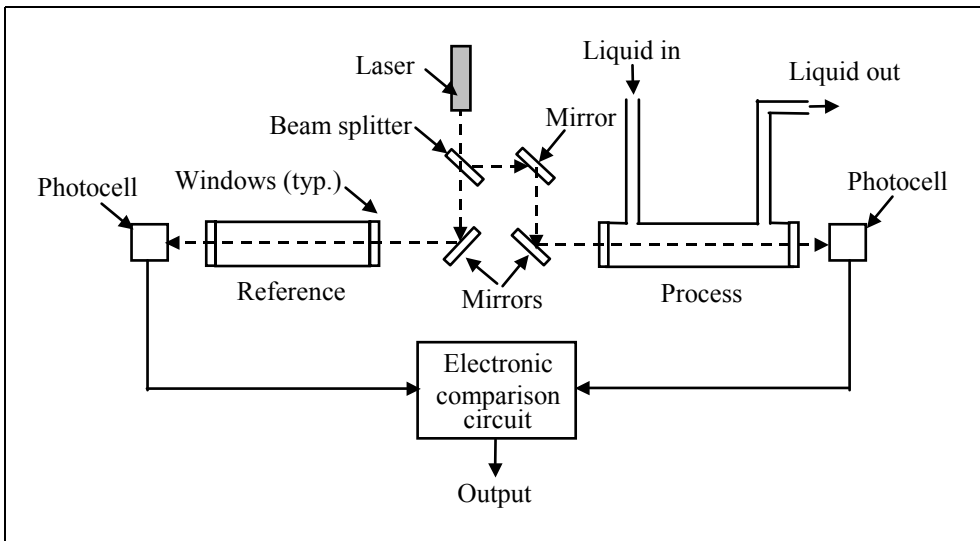 Laser
Liquid in
Liquid out
Beam splitter
Mirror
Photocell
Windows (typ.)
Photocell
Reference
Mirrors
Process
Electronic
comparison
circuit
Output